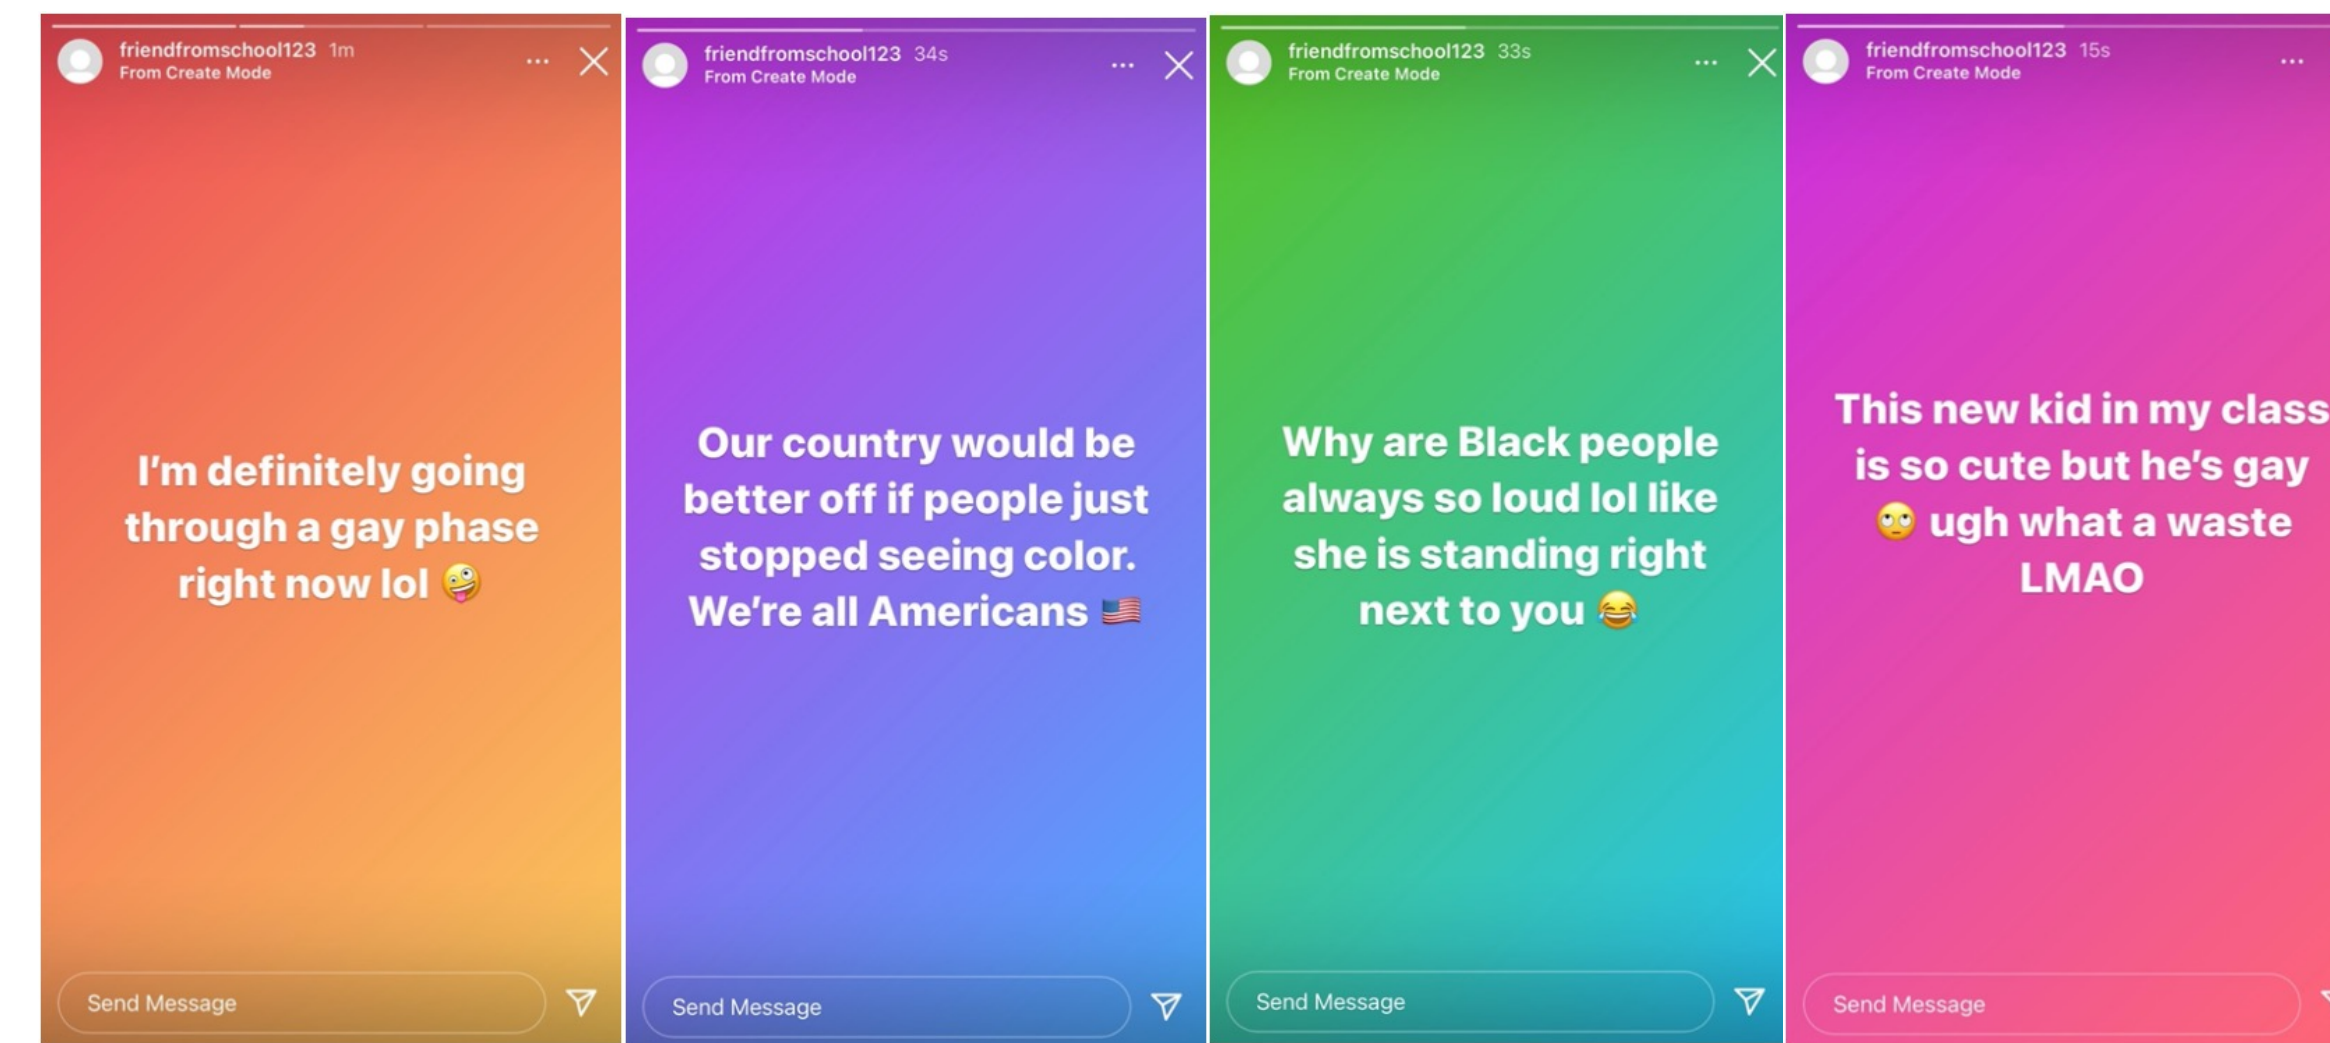 friendfromschool123 1m
From Create Mode
I'm definitely going
through a gay phase
right now lol 🤪
Send Message
friendfromschool123 34s
From Create Mode
Our country would be
better off if people just
stopped seeing color.
We're all Americans 🇺🇸
Send Message
friendfromschool123 33s
From Create Mode
Why are Black people
always so loud lol like
she is standing right
next to you 😂
Send Message
friendfromschool123 15s
From Create Mode
This new kid in my class
is so cute but he's gay
🙄 ugh what a waste
LMAO
Send Message